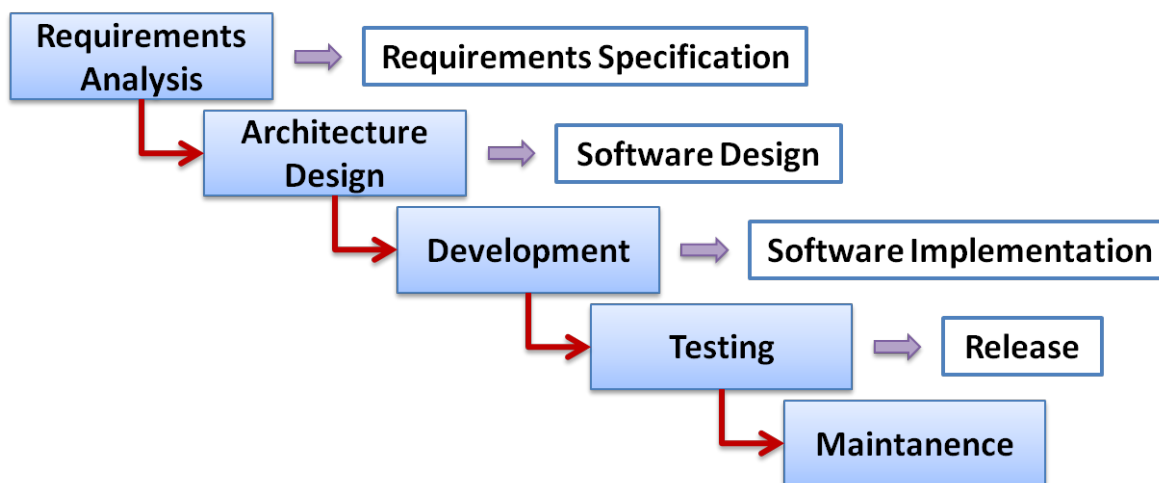 Requirements
Analysis
Requirements Specification
Architecture
Design
Software Design
Development
Software Implementation
Testing
Release
Maintanence